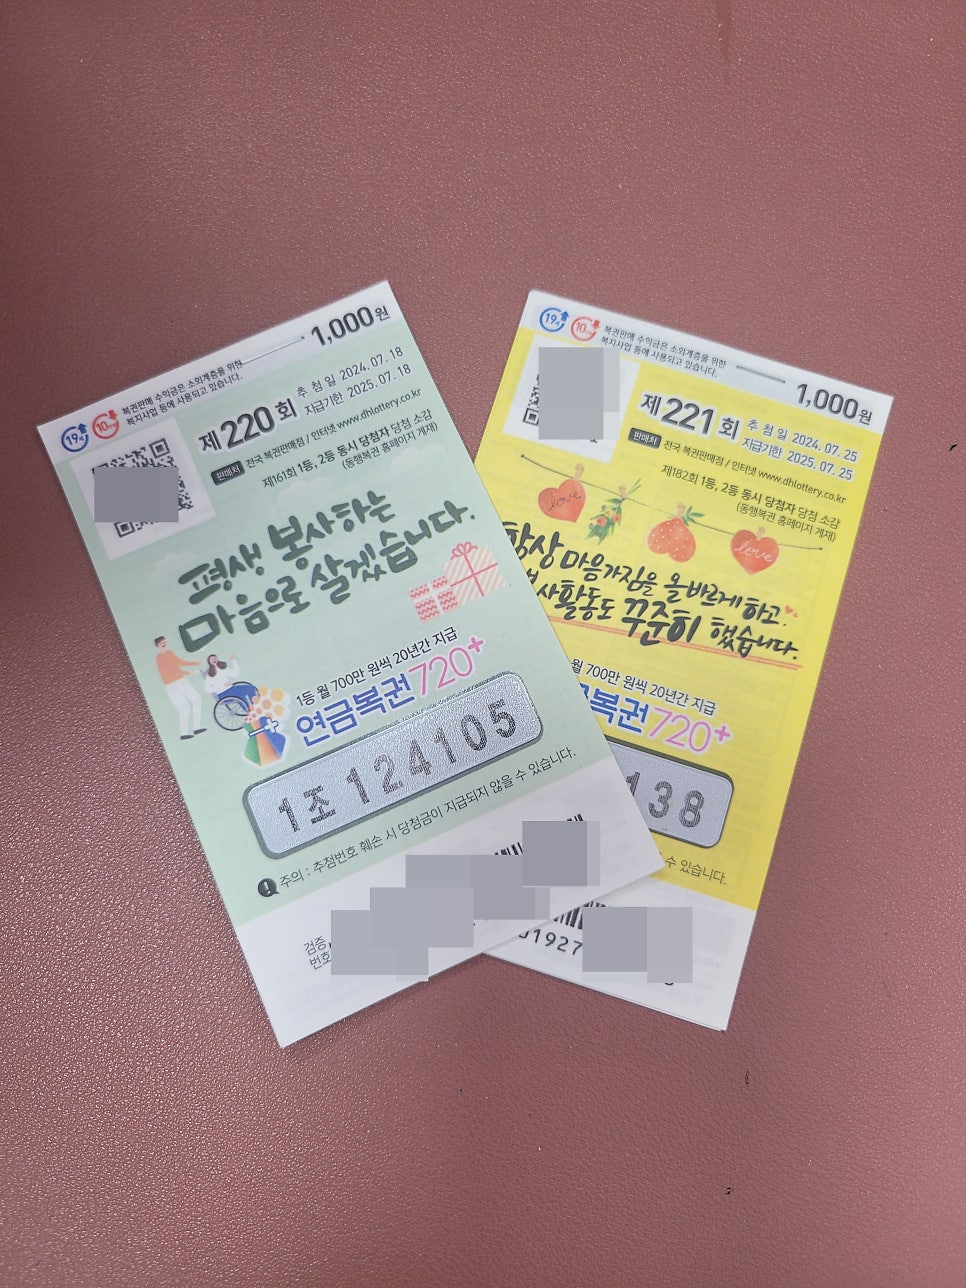 19세
10만원
복권판매 수익금은 소외계층을 위한
복지사업 등에 사용되고 있습니다.
1,000원
제220회
추 첨 일 2024. 07. 18
지급기한 2025. 07. 18
판매처 전국 복권판매점 / 인터넷 www.dhlottery.co.kr
제161회 1등, 2등 동시 당첨자 당첨 소감
(동행복권 홈페이지 게재)
평생 봉사하는
마음으로 살겠습니다.
1등 월 700만 원씩 20년간 지급
연금복권720+
1조 124105
주의 : 추첨번호 훼손 시 당첨금이 지급되지 않을 수 있습니다.
검증
번호
19세
복권판매 수익금은 소외계층을 위한
복지사업 등에 사용되고 있습니다.
1,000원
제221회
추 첨 일 2024. 07. 25
지급기한 2025. 07. 25
판매처 전국 복권판매점 / 인터넷 www.dhlottery.co.kr
제182회 1등, 2등 동시 당첨자 당첨 소감
(동행복권 홈페이지 게재)
love
love
항상 마음가짐을 올바르게 하고
사활동도 꾸준히 했습니다.
월 700만 원씩 20년간 지급
복권720+
138
수 있습니다.
1927